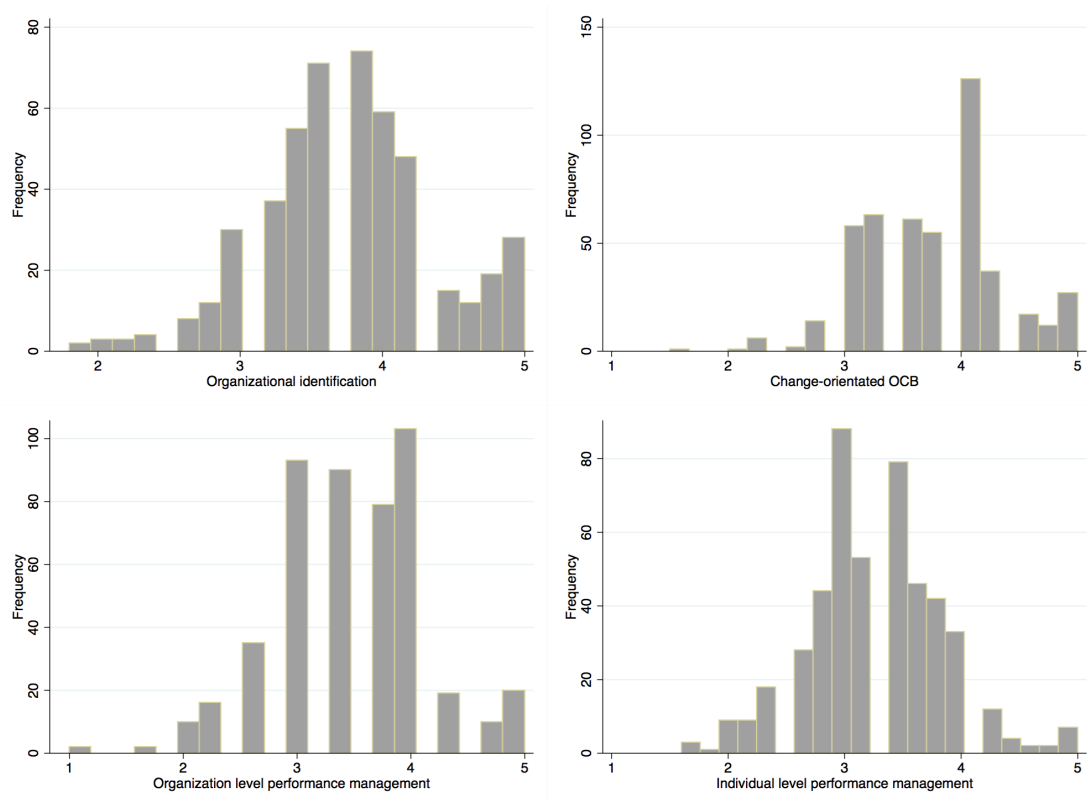 80
60
40
20
0
Frequency
2 3 4 5
Organizational identification
150
100
50
0
Frequency
1 2 3 4 5
Change-orientated OCB
100
80
60
40
20
0
Frequency
1 2 3 4 5
Organization level performance management
80
60
40
20
0
Frequency
1 2 3 4 5
Individual level performance management